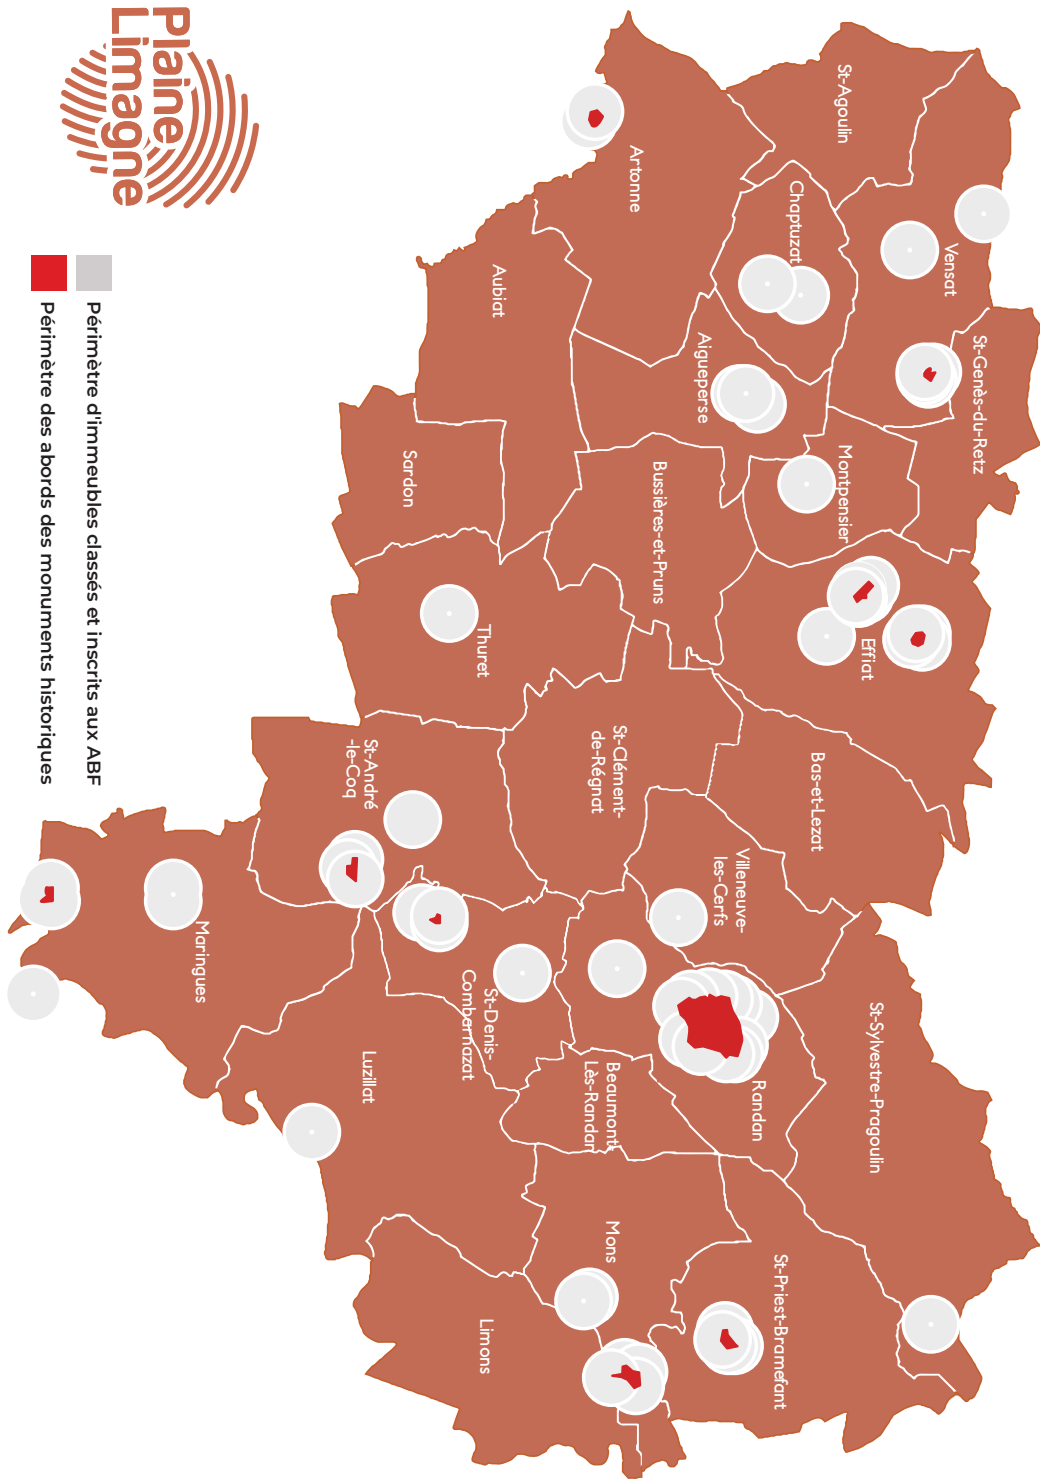 Plaine
Limagne
Périmètre d'immeubles classés et inscrits aux ABF
Périmètre des abords des monuments historiques
St-Agoulin
Artonne
Chaptuzat
Vensat
Aubiat
Aigueperse
St-Genès-du-Retz
Sardon
Montpensier
Bussières-et-Pruns
Effiat
Thuret
St-Clément-
de-Régnat
Bas-et-Lezat
St-André
-le-Coq
Villeneuve-
les-Cerfs
Maringues
St-Denis-
Combarnazat
St-Sylvestre-Pragoulin
Luzillat
Beaumont-
Lès-Randan
Randan
Mons
St-Priest-Bramefant
Limons